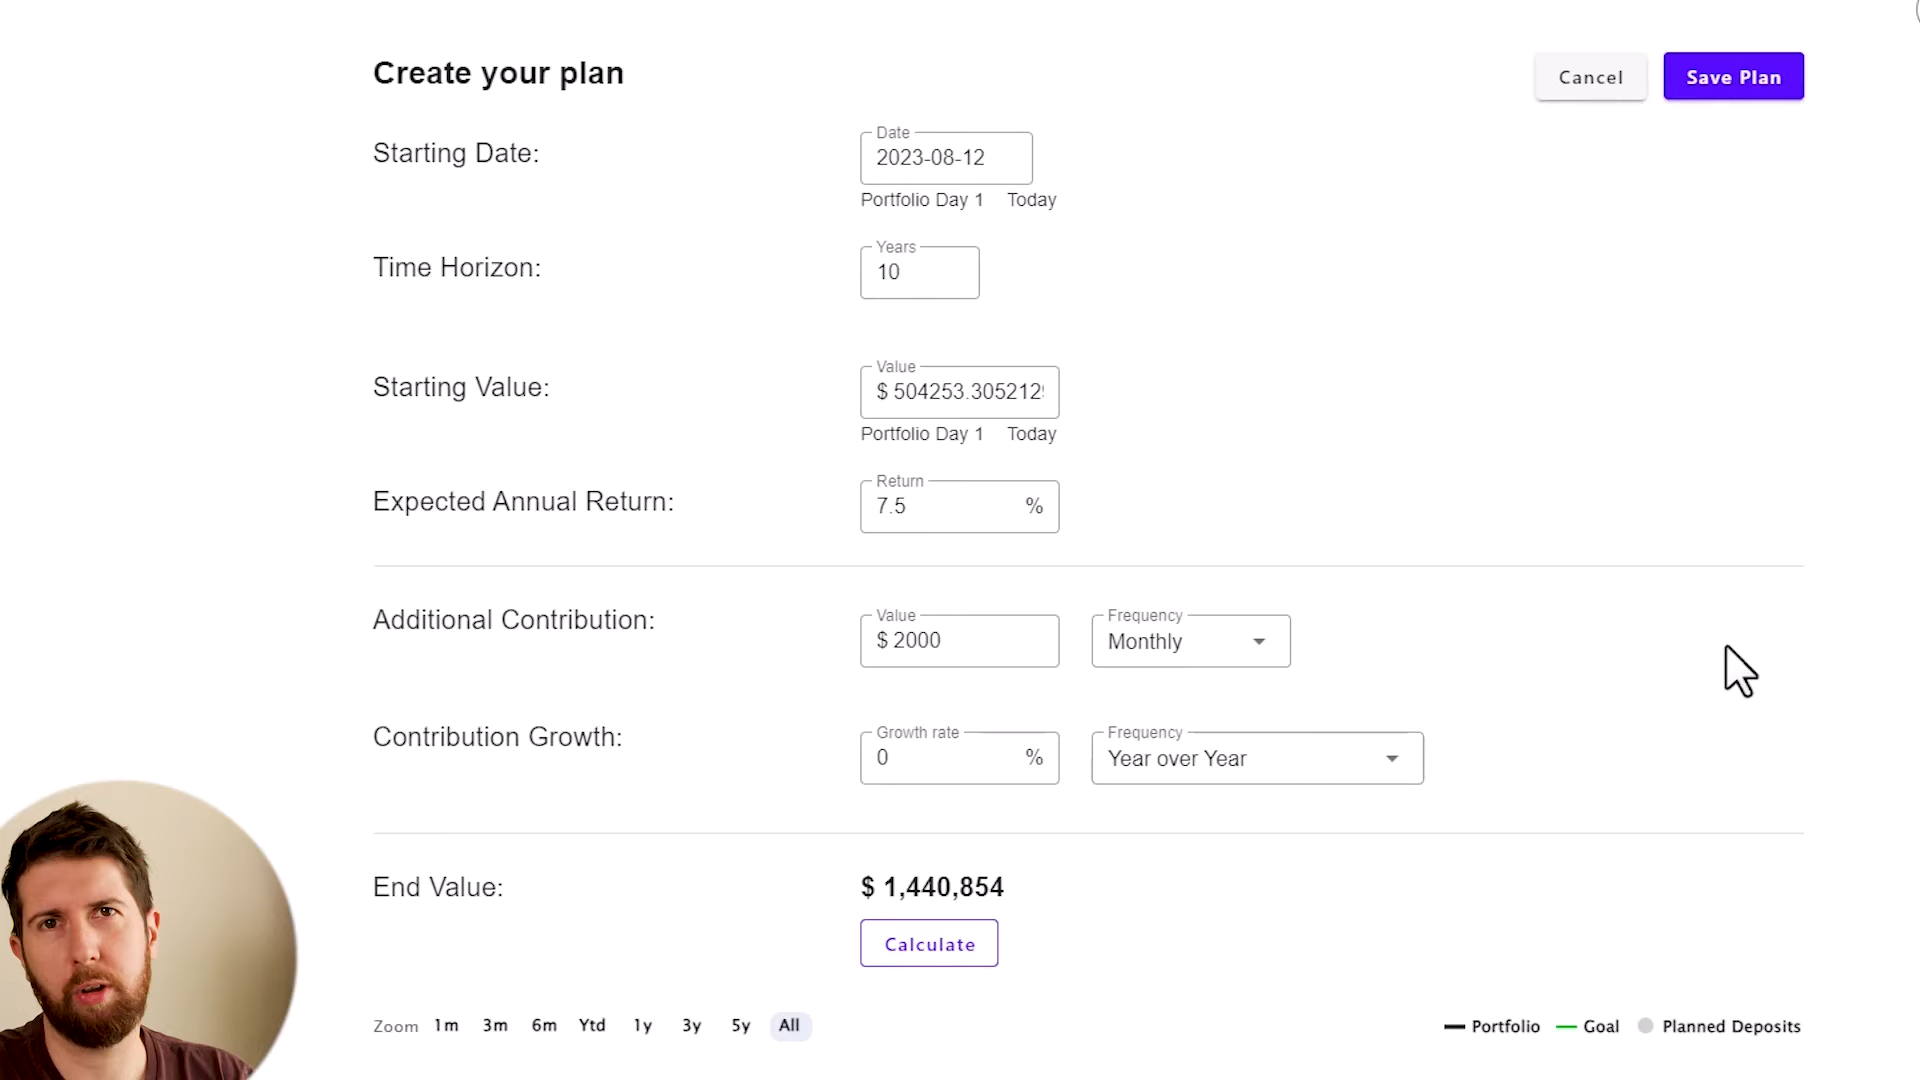 Create your plan
Cancel
Save Plan
Starting Date:
Date
2023-08-12
Portfolio Day 1 Today
Time Horizon:
Years
10
Starting Value:
Value
$ 504253.3052129
Portfolio Day 1 Today
Expected Annual Return:
Return
7.5 %
Additional Contribution:
Value
$ 2000
Frequency
Monthly
Contribution Growth:
Growth rate
0 %
Frequency
Year over Year
End Value:
$ 1,440,854
Calculate
Zoom 1m 3m 6m Ytd 1y 3y 5y All
Portfolio Goal Planned Deposits